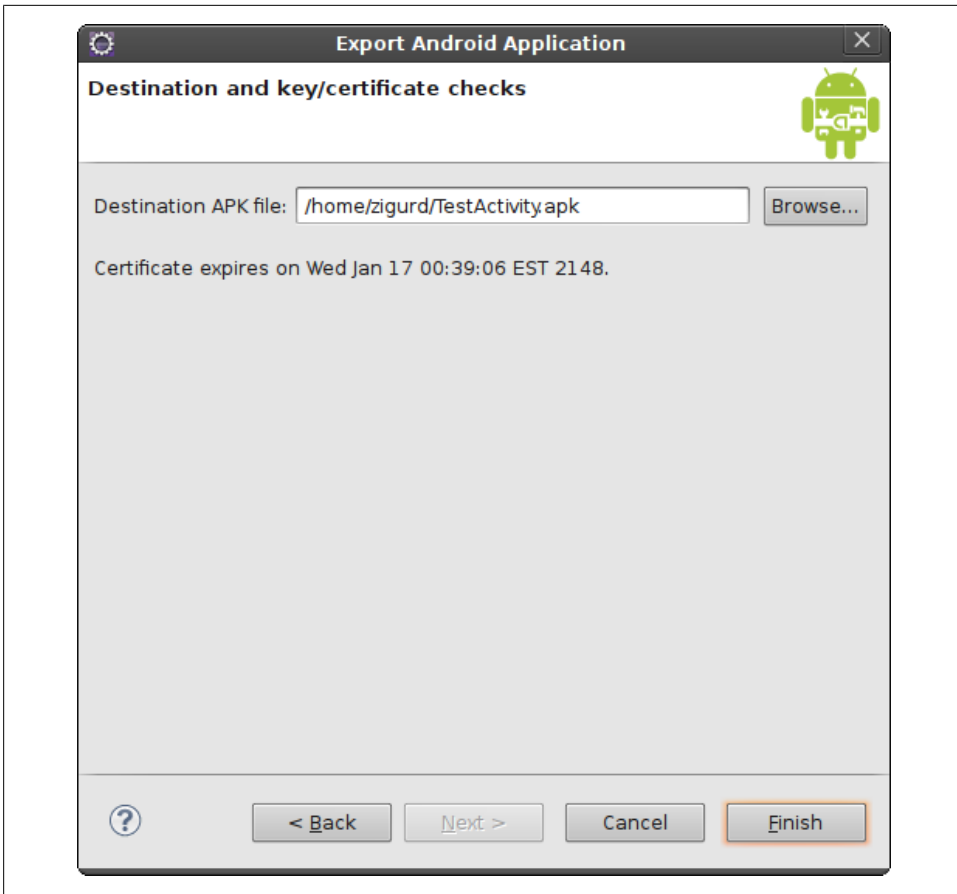 Export Android Application
Destination and key/certificate checks
Destination APK file: /home/zigurd/TestActivity.apk Browse...
Certificate expires on Wed Jan 17 00:39:06 EST 2148.
? < Back Next > Cancel Finish